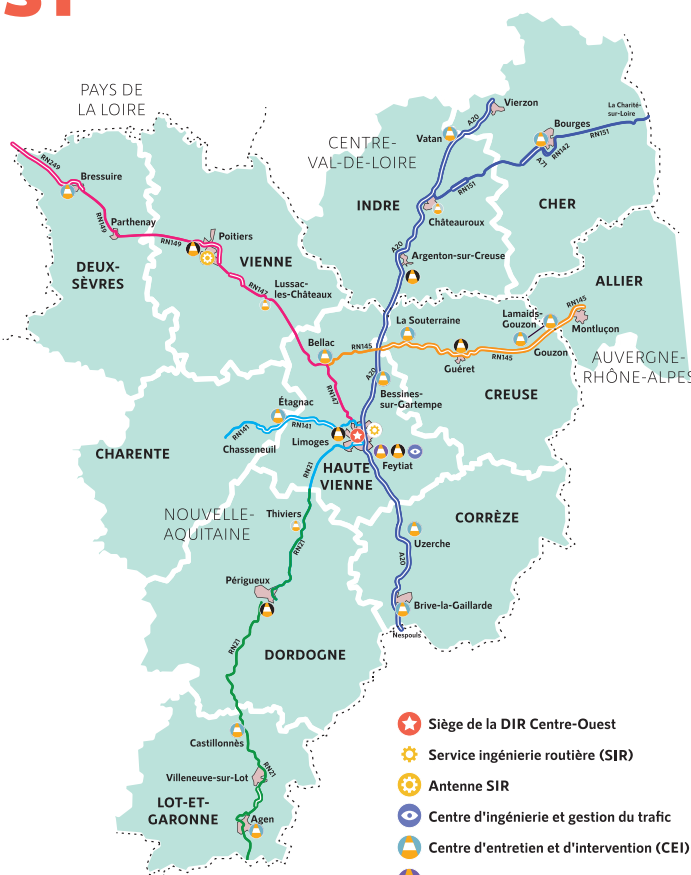 ST
PAYS DE
LA LOIRE
CENTRE-
VAL-DE-LOIRE
NOUVELLE-
AQUITAINE
AUVERGNE-
RHÔNE-ALPES
Vierzon
A20
Vatan
Bourges
La Charité-
sur-Loire
RN151
RN142
A71
RN151
INDRE
CHER
Châteauroux
A20
Argenton-sur-Creuse
RN249
Bressuire
RN149
Parthenay
RN149
Poitiers
DEUX-
SÈVRES
VIENNE
RN147
Lussac-
les-Châteaux
ALLIER
RN145
Lamaids-
Gouzon
Montluçon
La Souterraine
Bellac
RN145
Guéret
RN145
Gouzon
A20
RN147
Bessines-
sur-Gartempe
CREUSE
Étagnac
RN141
RN141
Chasseneuil
Limoges
CHARENTE
RN21
Feytiat
HAUTE
VIENNE
Thiviers
RN21
CORRÈZE
Uzerche
A20
Périgueux
Brive-la-Gaillarde
Nespouls
RN21
DORDOGNE
Castillonnès
Villeneuve-sur-Lot
RN21
LOT-ET-
GARONNE
Agen
Siège de la DIR Centre-Ouest
Service ingénierie routière (SIR)
Antenne SIR
Centre d'ingénierie et gestion du trafic
Centre d'entretien et d'intervention (CEI)